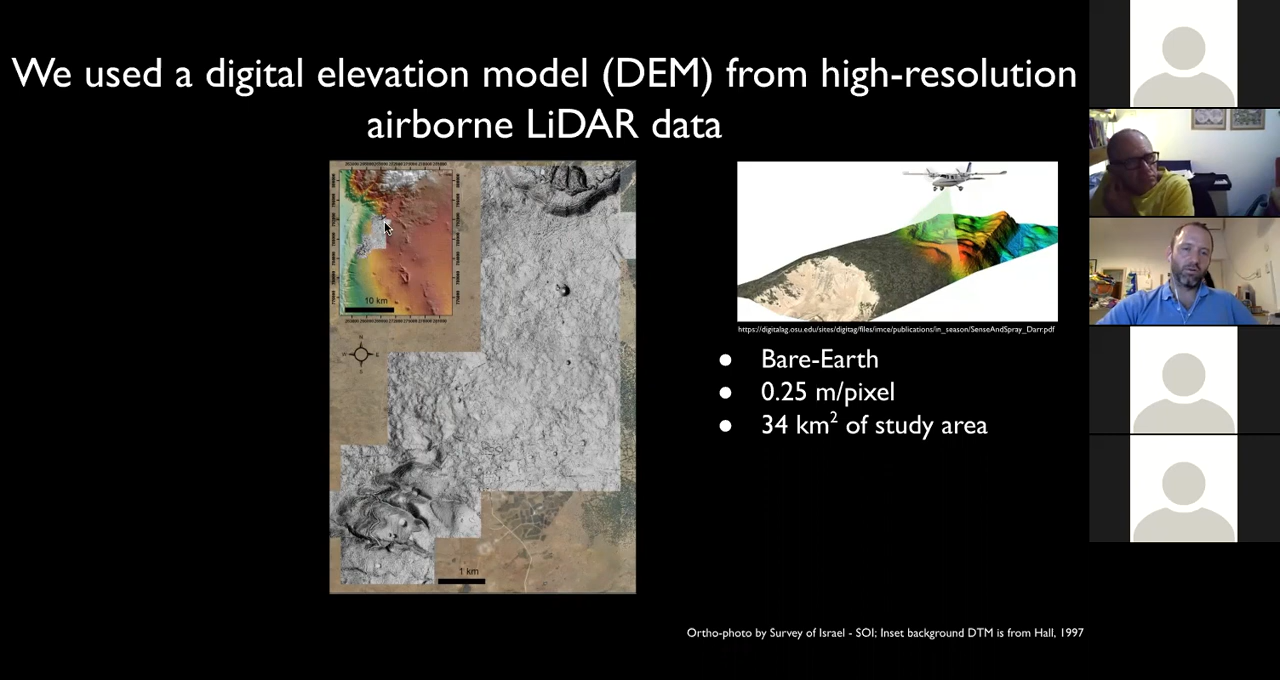 We used a digital elevation model (DEM) from high-resolution
airborne LiDAR data
10 km
N
W
E
S
1 km
https://digitalag.osu.edu/sites/digitag/files/imce/publications/in_season/SenseAndSpray_Darr.pdf
● Bare-Earth
● 0.25 m/pixel
● 34 km² of study area
Ortho-photo by Survey of Israel - SOI; Inset background DTM is from Hall, 1997